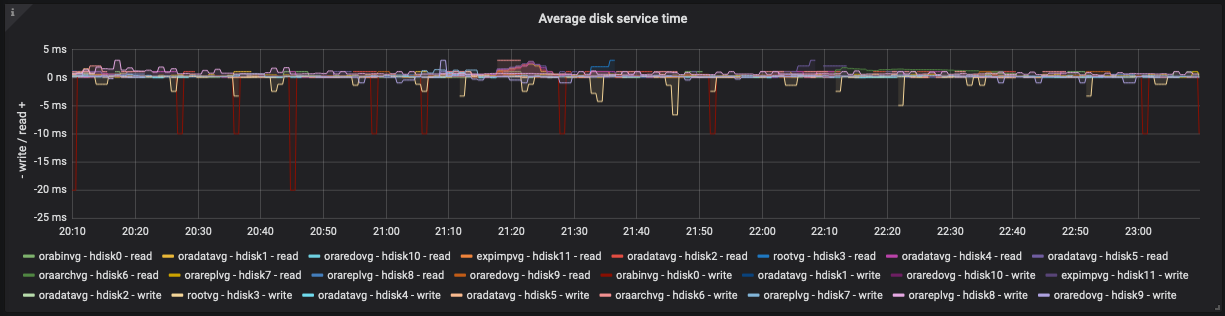 i
Average disk service time
5 ms
0 ns
-5 ms
-10 ms
-15 ms
-20 ms
-25 ms
- write / read +
20:10 20:20 20:30 20:40 20:50 21:00 21:10 21:20 21:30 21:40 21:50 22:00 22:10 22:20 22:30 22:40 22:50 23:00
orabinvg - hdisk0 - read oradatavg - hdisk1 - read oraredovg - hdisk10 - read expimpvg - hdisk11 - read oradatavg - hdisk2 - read rootvg - hdisk3 - read oradatavg - hdisk4 - read oradatavg - hdisk5 - read
oraarchvg - hdisk6 - read orareplvg - hdisk7 - read orareplvg - hdisk8 - read oraredovg - hdisk9 - read orabinvg - hdisk0 - write oradatavg - hdisk1 - write oraredovg - hdisk10 - write expimpvg - hdisk11 - write
oradatavg - hdisk2 - write rootvg - hdisk3 - write oradatavg - hdisk4 - write oradatavg - hdisk5 - write oraarchvg - hdisk6 - write orareplvg - hdisk7 - write orareplvg - hdisk8 - write oraredovg - hdisk9 - write